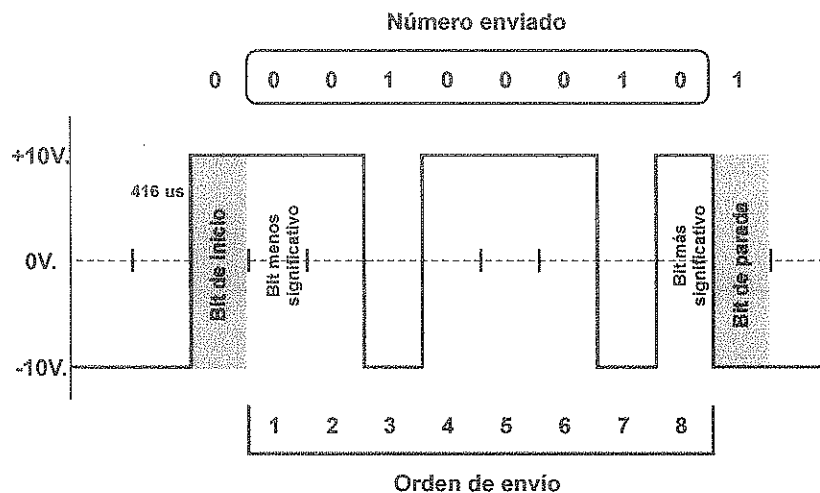 Número enviado
0 0 0 1 0 0 0 1 0 1
+10V.
416 us
0V.
-10V.
Bit de inicio
Bit menos
significativo
Bit más
significativo
Bit de parada
1 2 3 4 5 6 7 8
Orden de envío